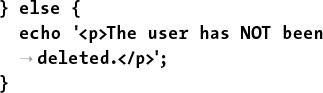 } else {
echo '<p>The user has NOT been
→deleted.</p>';
}